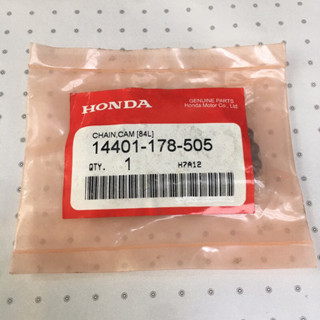 HONDA
GENUINE PARTS
Honda Motor Co., Ltd.
CHAIN,CAM [84L]
14401-178-505
QTY. 1 H7A12